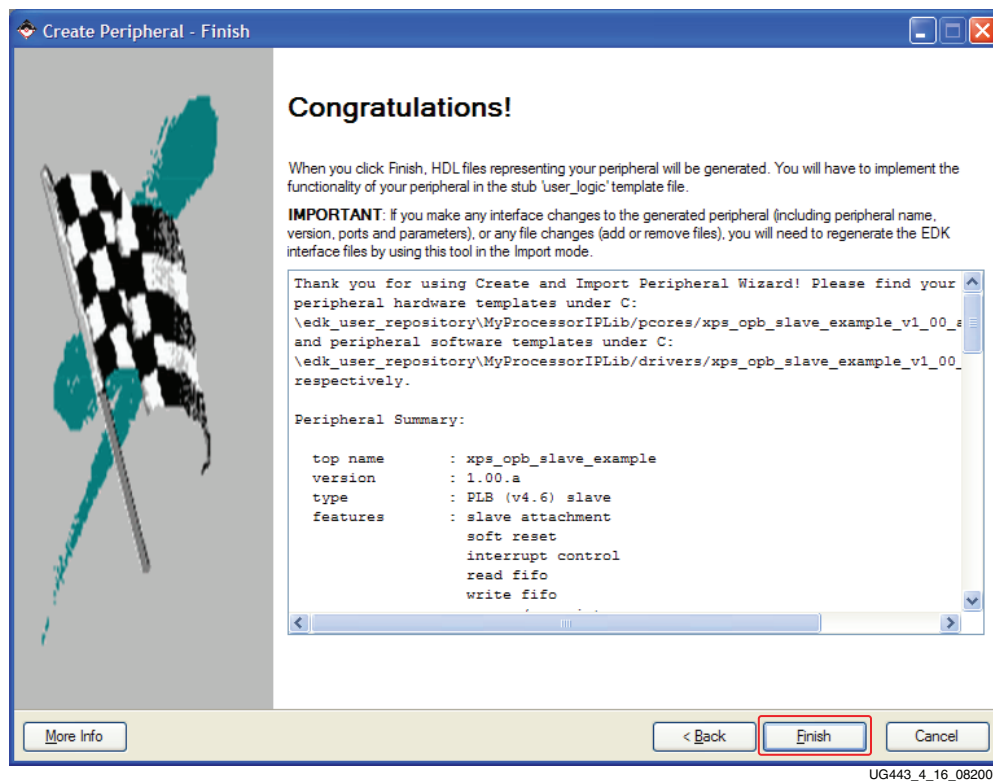 Create Peripheral - Finish
Congratulations!
When you click Finish, HDL files representing your peripheral will be generated. You will have to implement the
functionality of your peripheral in the stub 'user_logic' template file.
IMPORTANT: If you make any interface changes to the generated peripheral (including peripheral name,
version, ports and parameters), or any file changes (add or remove files), you will need to regenerate the EDK
interface files by using this tool in the Import mode.
Thank you for using Create and Import Peripheral Wizard! Please find your
peripheral hardware templates under C:
\edk_user_repository\MyProcessorIPLib/pcores/xps_opb_slave_example_v1_00_a
and peripheral software templates under C:
\edk_user_repository\MyProcessorIPLib/drivers/xps_opb_slave_example_v1_00_
respectively.
Peripheral Summary:
top name : xps_opb_slave_example
version : 1.00.a
type : PLB (v4.6) slave
features : slave attachment
soft reset
interrupt control
read fifo
write fifo
More Info
< Back
Finish
Cancel
UG443_4_16_08200